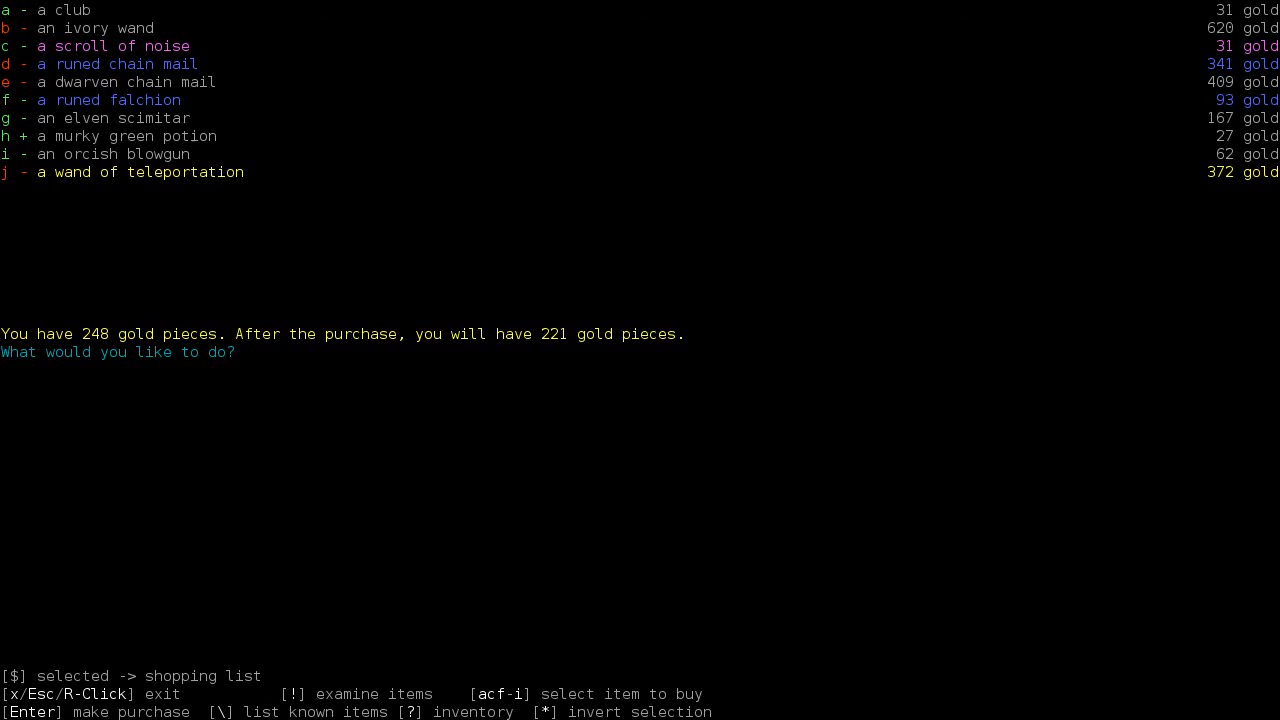 a - a club 31 gold
b - an ivory wand 620 gold
c - a scroll of noise 31 gold
d - a runed chain mail 341 gold
e - a dwarven chain mail 409 gold
f - a runed falchion 93 gold
g - an elven scimitar 167 gold
h + a murky green potion 27 gold
i - an orcish blowgun 62 gold
j - a wand of teleportation 372 gold
You have 248 gold pieces. After the purchase, you will have 221 gold pieces.
What would you like to do?
[$] selected -> shopping list
[x/Esc/R-Click] exit [!] examine items [acf-i] select item to buy
[Enter] make purchase [\] list known items [?] inventory [*] invert selection